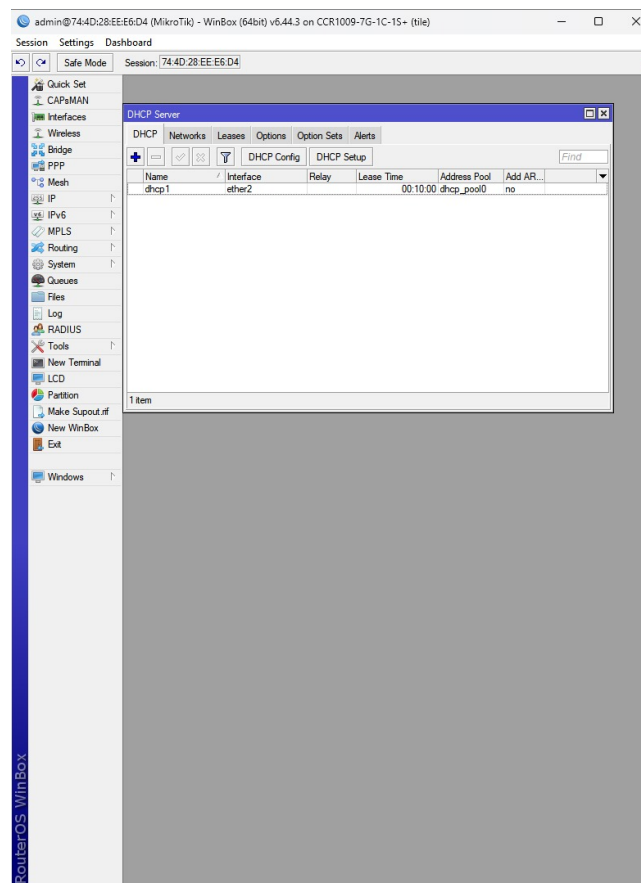 admin@74:4D:28:EE:E6:D4 (MikroTik) - WinBox (64bit) v6.44.3 on CCR1009-7G-1C-1S+ (tile)
Session Settings Dashboard
Safe Mode Session: 74:4D:28:EE:E6:D4
Quick Set
CAPsMAN
Interfaces
Wireless
Bridge
PPP
Mesh
IP
IPv6
MPLS
Routing
System
Queues
Files
Log
RADIUS
Tools
New Terminal
LCD
Partition
Make Supout.rif
New WinBox
Exit
Windows
DHCP Server
DHCP Networks Leases Options Option Sets Alerts
DHCP Config DHCP Setup Find
Name Interface Relay Lease Time Address Pool Add AR...
dhcp1 ether2 00:10:00 dhcp_pool0 no
1 item
RouterOS WinBox